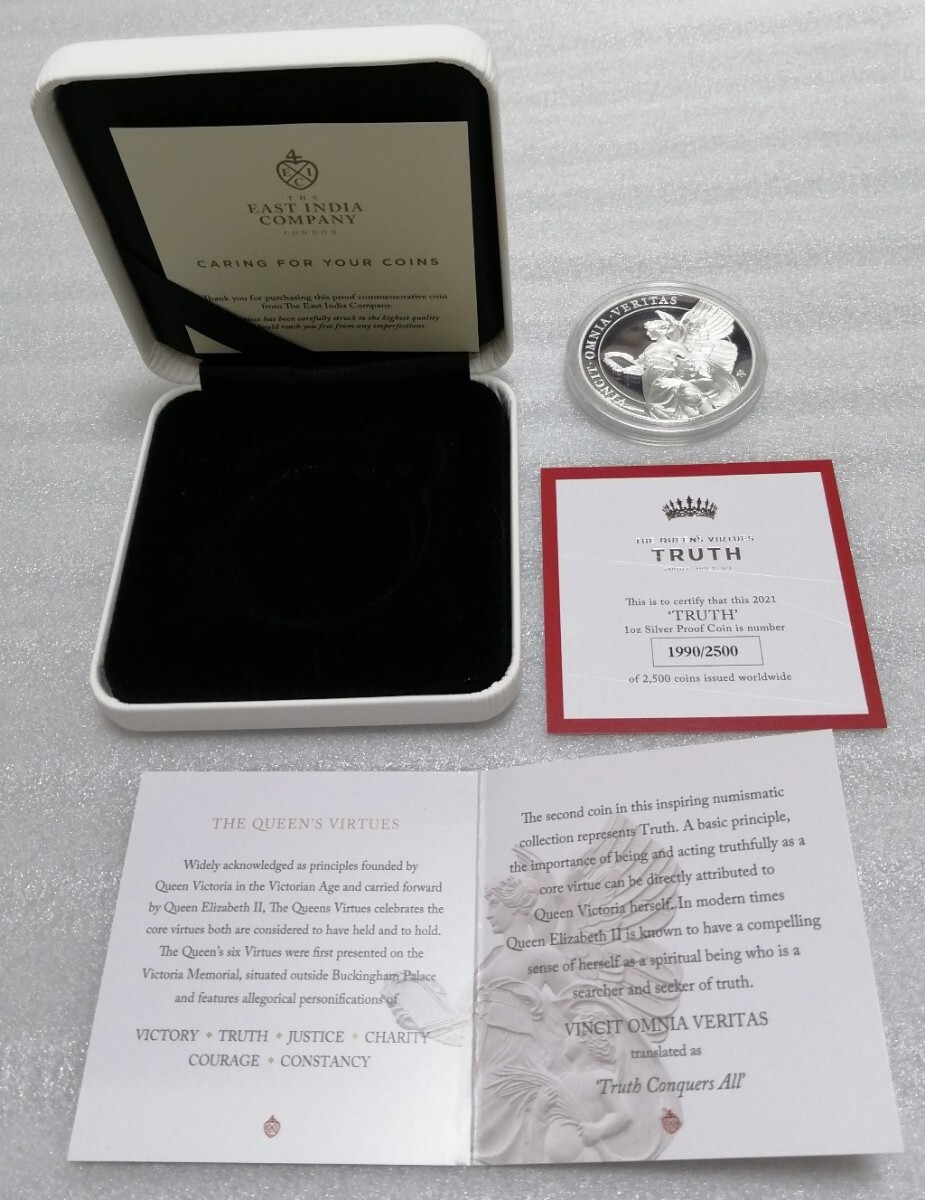 4
E I
C
THE
EAST INDIA
COMPANY
LONDON
CARING FOR YOUR COINS
Thank you for purchasing this proof commemorative coin
from The East India Company.
has been carefully struck to the highest quality
should reach you free from any imperfections.
VINCIT·OMNIA·VERITAS
THE QUEEN'S VIRTUES
TRUTH
This is to certify that this 2021
'TRUTH'
1oz Silver Proof Coin is number
1990/2500
of 2,500 coins issued worldwide
THE QUEEN'S VIRTUES
Widely acknowledged as principles founded by
Queen Victoria in the Victorian Age and carried forward
by Queen Elizabeth II, The Queens Virtues celebrates the
core virtues both are considered to have held and to hold.
The Queen's six Virtues were first presented on the
Victoria Memorial, situated outside Buckingham Palace
and features allegorical personifications of
VICTORY • TRUTH • JUSTICE • CHARITY
COURAGE • CONSTANCY
The second coin in this inspiring numismatic
collection represents Truth. A basic principle,
the importance of being and acting truthfully as a
core virtue can be directly attributed to
Queen Victoria herself. In modern times
Queen Elizabeth II is known to have a compelling
sense of herself as a spiritual being who is a
searcher and seeker of truth.
VINCIT OMNIA VERITAS
translated as
'Truth Conquers All'